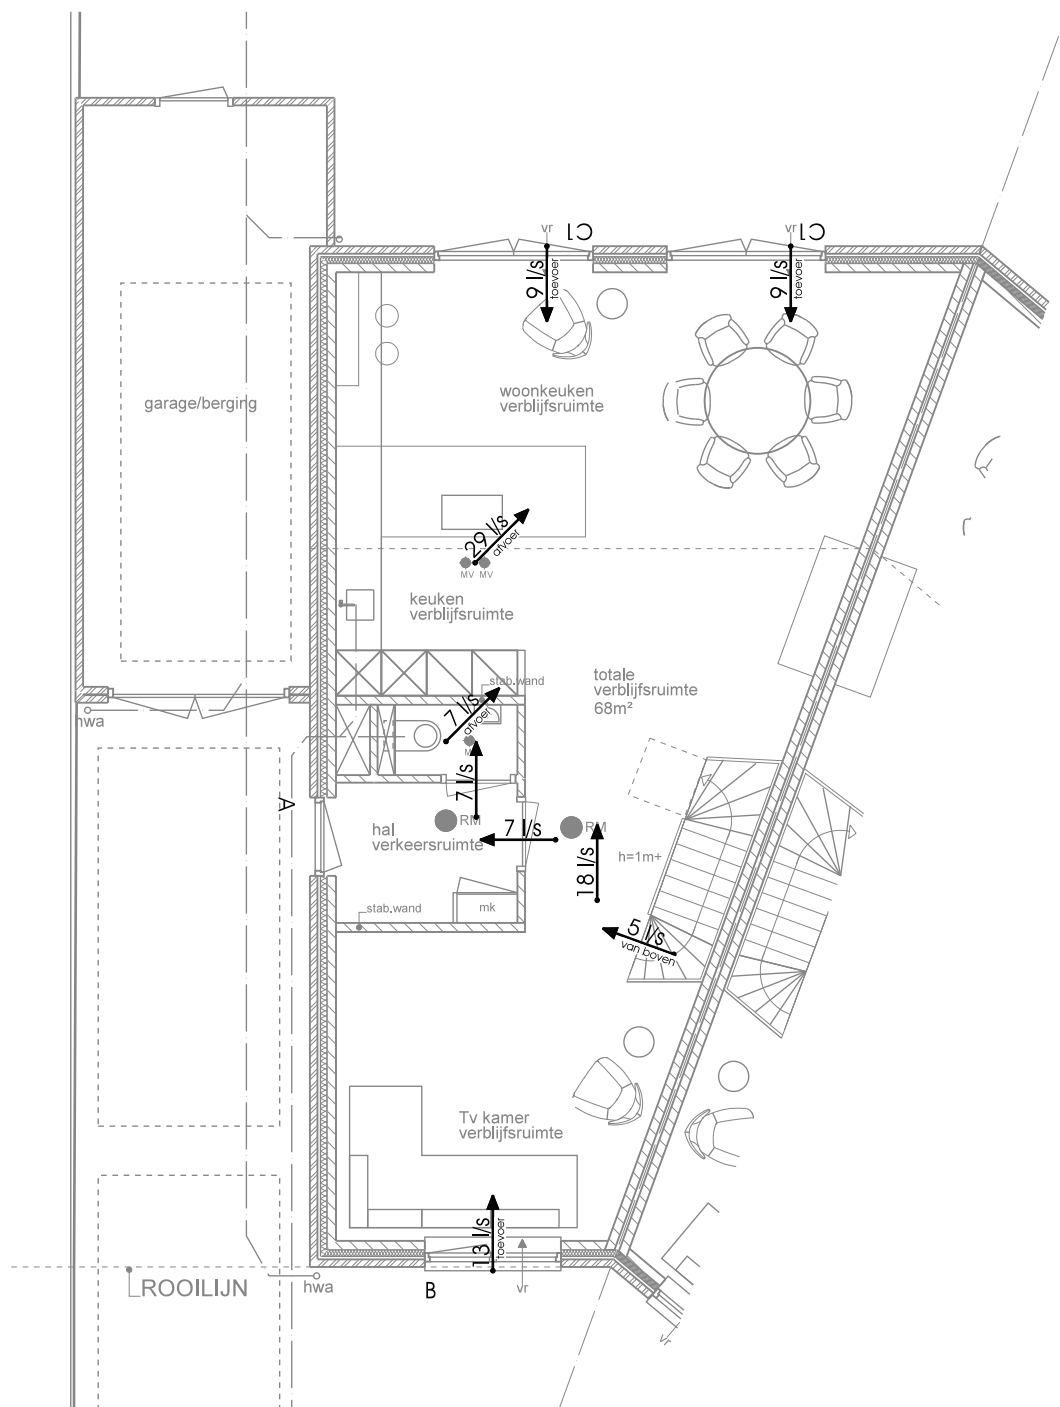 vr
C1
vr
C1
9 l/s
toevoer
9 l/s
toevoer
garage/berging
woonkeuken
verblijfsruimte
29 l/s
afvoer
MV MV
keuken
verblijfsruimte
totale
verblijfsruimte
68m²
stab.wand
7 l/s
afvoer
hwa
7 l/s
A
hal
verkeersruimte
RM
7 l/s
RM
18 l/s
h=1m+
stab.wand
mk
5 l/s
van boven
Tv kamer
verblijfsruimte
13 l/s
toevoer
ROOILIJN
hwa
B
vr
vr